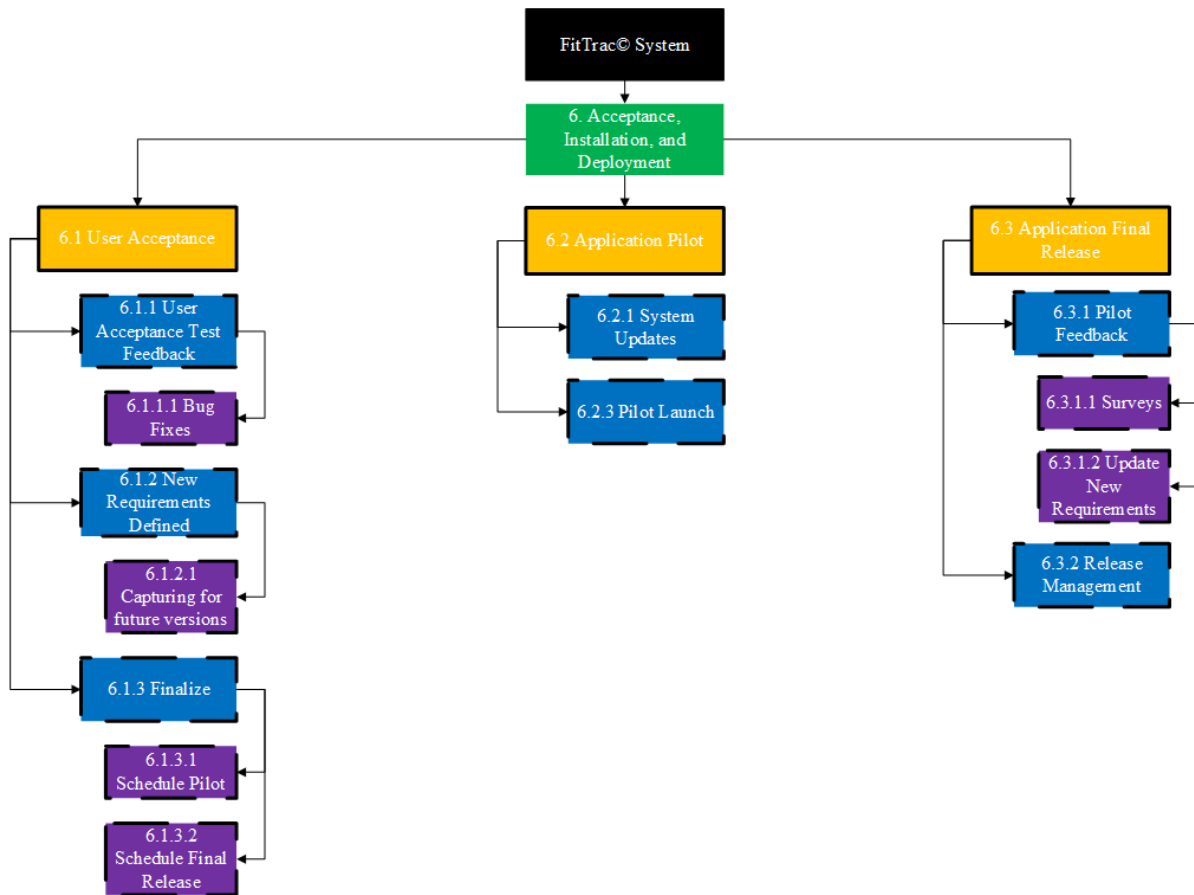 FitTrac© System
6. Acceptance,
Installation, and
Deployment
6.1 User Acceptance
6.1.1 User
Acceptance Test
Feedback
6.1.1.1 Bug
Fixes
6.1.2 New
Requirements
Defined
6.1.2.1
Capturing for
future versions
6.1.3 Finalize
6.1.3.1
Schedule Pilot
6.1.3.2
Schedule Final
Release
6.2 Application Pilot
6.2.1 System
Updates
6.2.3 Pilot Launch
6.3 Application Final
Release
6.3.1 Pilot
Feedback
6.3.1.1 Surveys
6.3.1.2 Update
New
Requirements
6.3.2 Release
Management